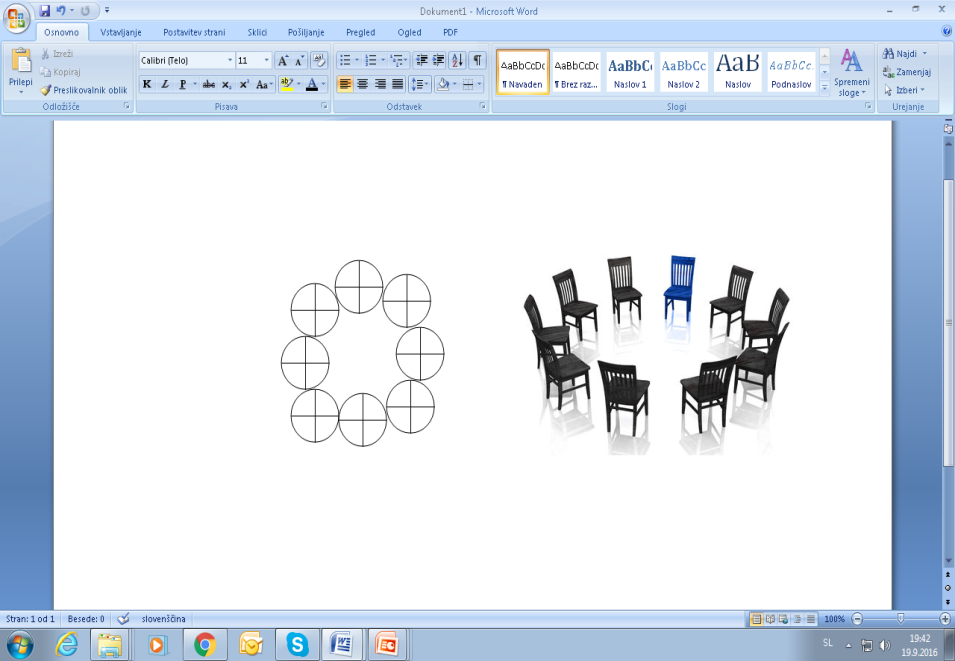 Dokument1 - Microsoft Word
Osnovno Vstavljanje Postavitev strani Sklici Pošiljanje Pregled Ogled PDF
Prilepi
Izreži
Kopiraj
Preslikovalnik oblik
Odložišče
Calibri (Telo) 11
K L P abc x₂ x² Aa
ab A
Pisava
Odstavek
AaBbCcDc AaBbCcDc AaBbC AaBbCc AaB AaBbCc.
¶ Navaden ¶ Brez raz... Naslov 1 Naslov 2 Naslov Podnaslov
Spremeni
sloge
Slogi
Najdi
Zamenjaj
Izberi
Urejanje
Stran: 1 od 1 Besede: 0 slovenščina 100%
SL 19:42
19.9.2016